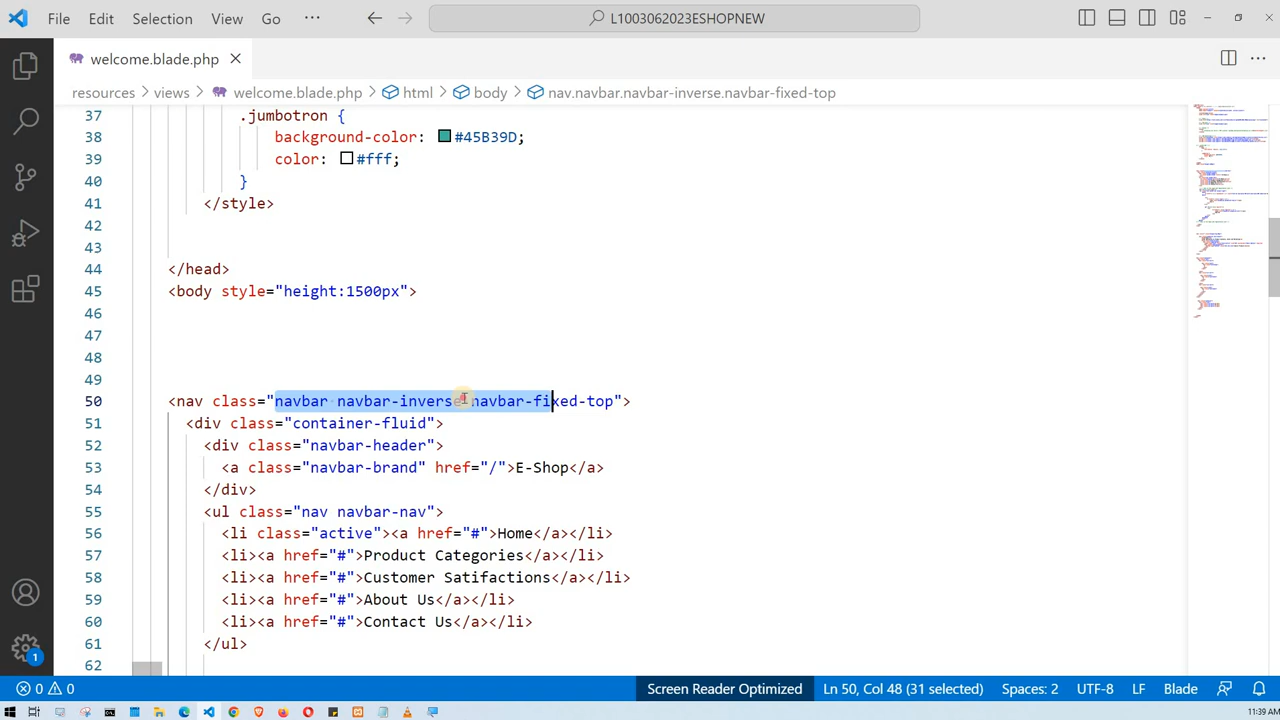 File Edit Selection View Go ··· L1003062023ESHOPNEW
welcome.blade.php
resources > views > welcome.blade.php > html > body > nav.navbar.navbar-inverse.navbar-fixed-top
37 .jumbotron {
38 background-color: #45B39D;
39 color: #fff;
40 }
41 </style>
42
43
44 </head>
45 <body style="height:1500px">
46
47
48
49
50 <nav class="navbar navbar-inverse navbar-fixed-top">
51 <div class="container-fluid">
52 <div class="navbar-header">
53 <a class="navbar-brand" href="/">E-Shop</a>
54 </div>
55 <ul class="nav navbar-nav">
56 <li class="active"><a href="#">Home</a></li>
57 <li><a href="#">Product Categories</a></li>
58 <li><a href="#">Customer Satifactions</a></li>
59 <li><a href="#">About Us</a></li>
60 <li><a href="#">Contact Us</a></li>
61 </ul>
62
1
0 0 Screen Reader Optimized Ln 50, Col 48 (31 selected) Spaces: 2 UTF-8 LF Blade
11:39 AM